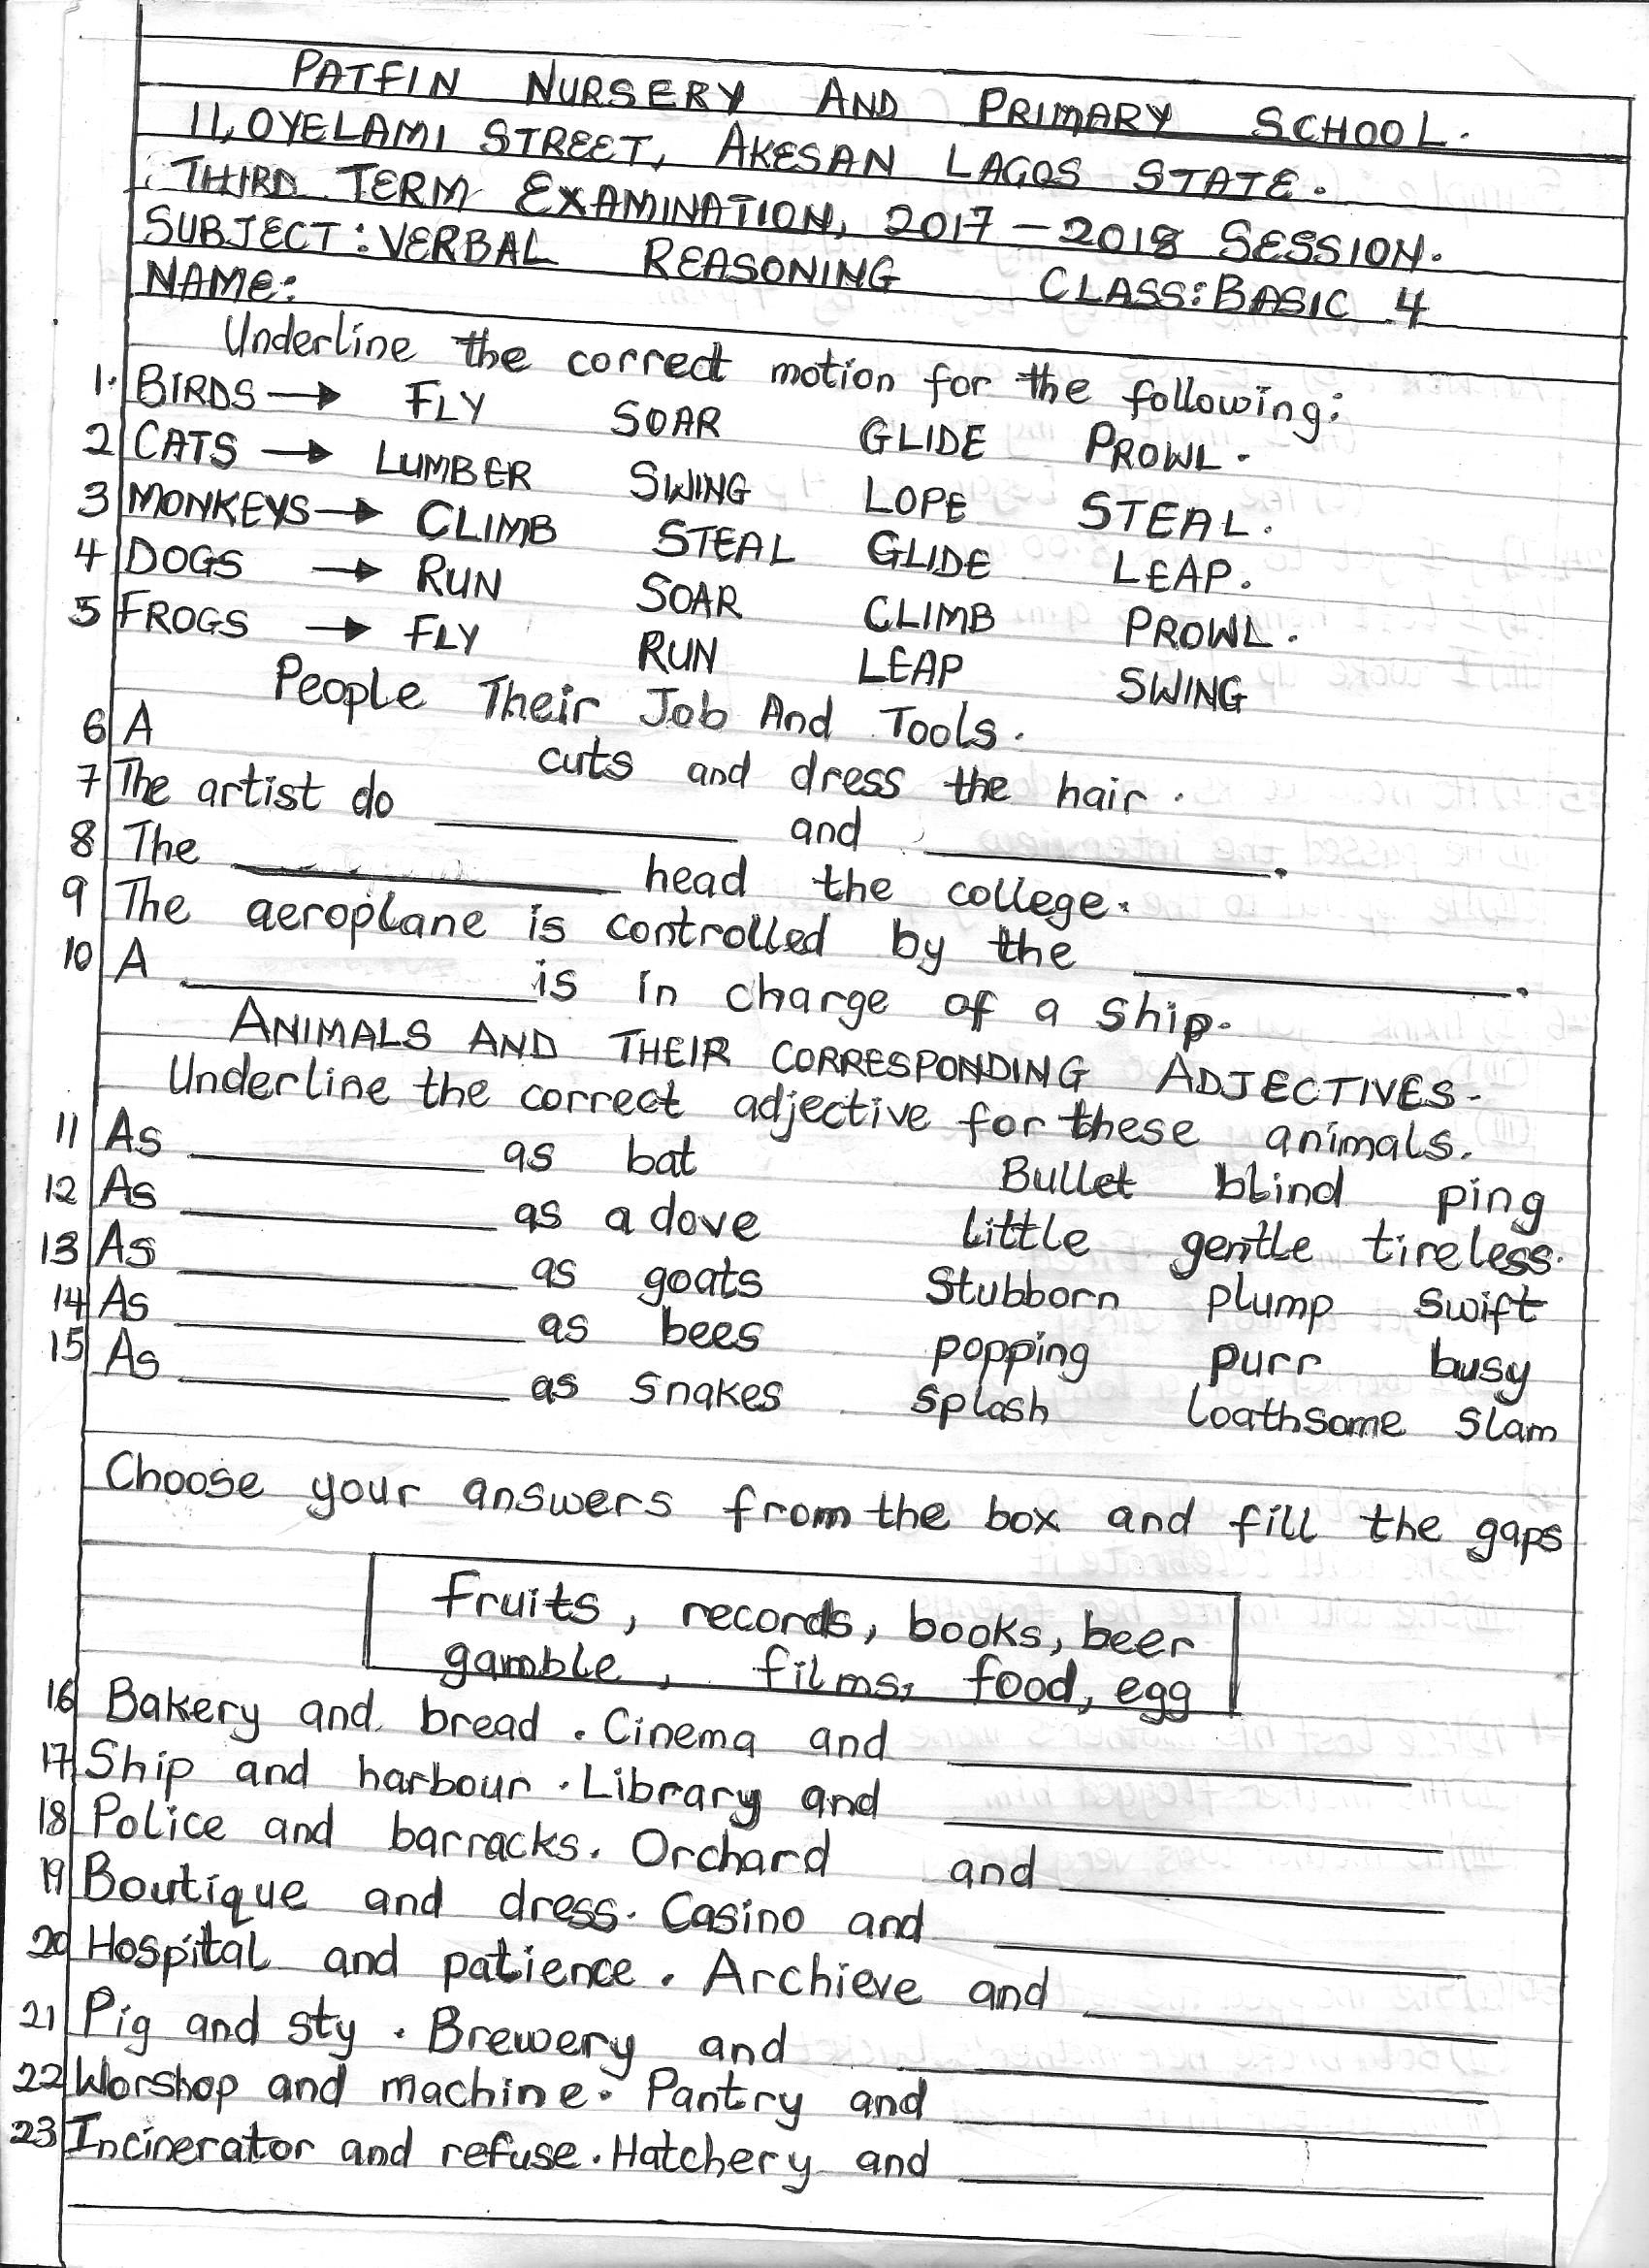 PATFIN NURSERY AND PRIMARY SCHOOL.
11, OYELAMI STREET, AKESAN LAGOS STATE.
THIRD TERM EXAMINATION, 2017 – 2018 SESSION.
SUBJECT: VERBAL REASONING CLASS: BASIC 4
NAME:
Underline the correct motion for the following:
1. BIRDS → FLY SOAR GLIDE PROWL.
2 CATS → LUMBER SWING LOPE STEAL.
3 MONKEYS → CLIMB STEAL GLIDE LEAP.
4 DOGS → RUN SOAR CLIMB PROWL.
5 FROGS → FLY RUN LEAP SWING
People Their Job And Tools.
6 A cuts and dress the hair.
7 The artist do ________ and ________.
8 The ________ head the college.
9 The aeroplane is controlled by the ________.
10 A ________ is in charge of a ship.
ANIMALS AND THEIR CORRESPONDING ADJECTIVES.
Underline the correct adjective for these animals.
11 As ________ as bat Bullet blind ping
12 As ________ as a dove little gentle tireless.
13 As ________ as goats Stubborn plump swift
14 As ________ as bees popping purr busy
15 As ________ as snakes splash loathsome slam
Choose your answers from the box and fill the gaps
fruits, records, books, beer
gamble, films, food, egg
16 Bakery and bread. Cinema and ________
17 Ship and harbour. Library and ________
18 Police and barracks. Orchard and ________
19 Boutique and dress. Casino and ________
20 Hospital and patience. Archieve and ________
21 Pig and sty. Brewery and ________
22 Worshop and machine. Pantry and ________
23 Incinerator and refuse. Hatchery and ________